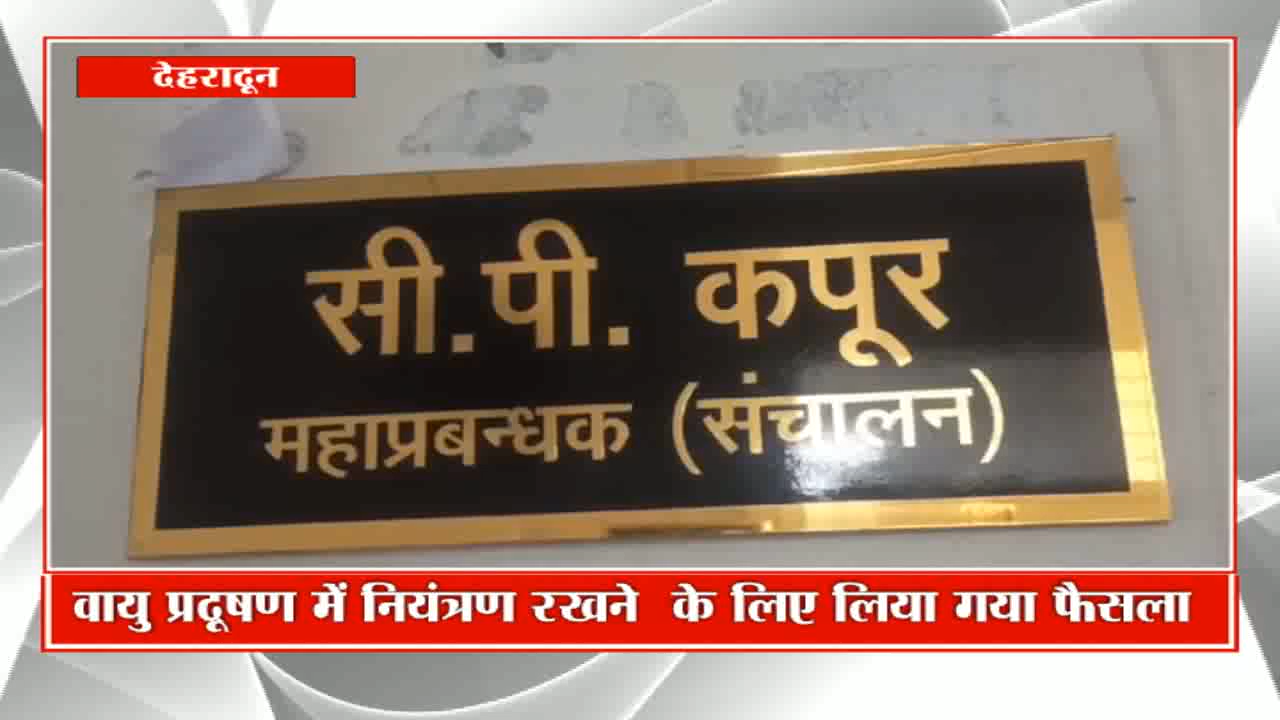 देहरादून
सी.पी. कपूर
महाप्रबन्धक (संचालन)
वायु प्रदूषण में नियंत्रण रखने के लिए लिया गया फैसला